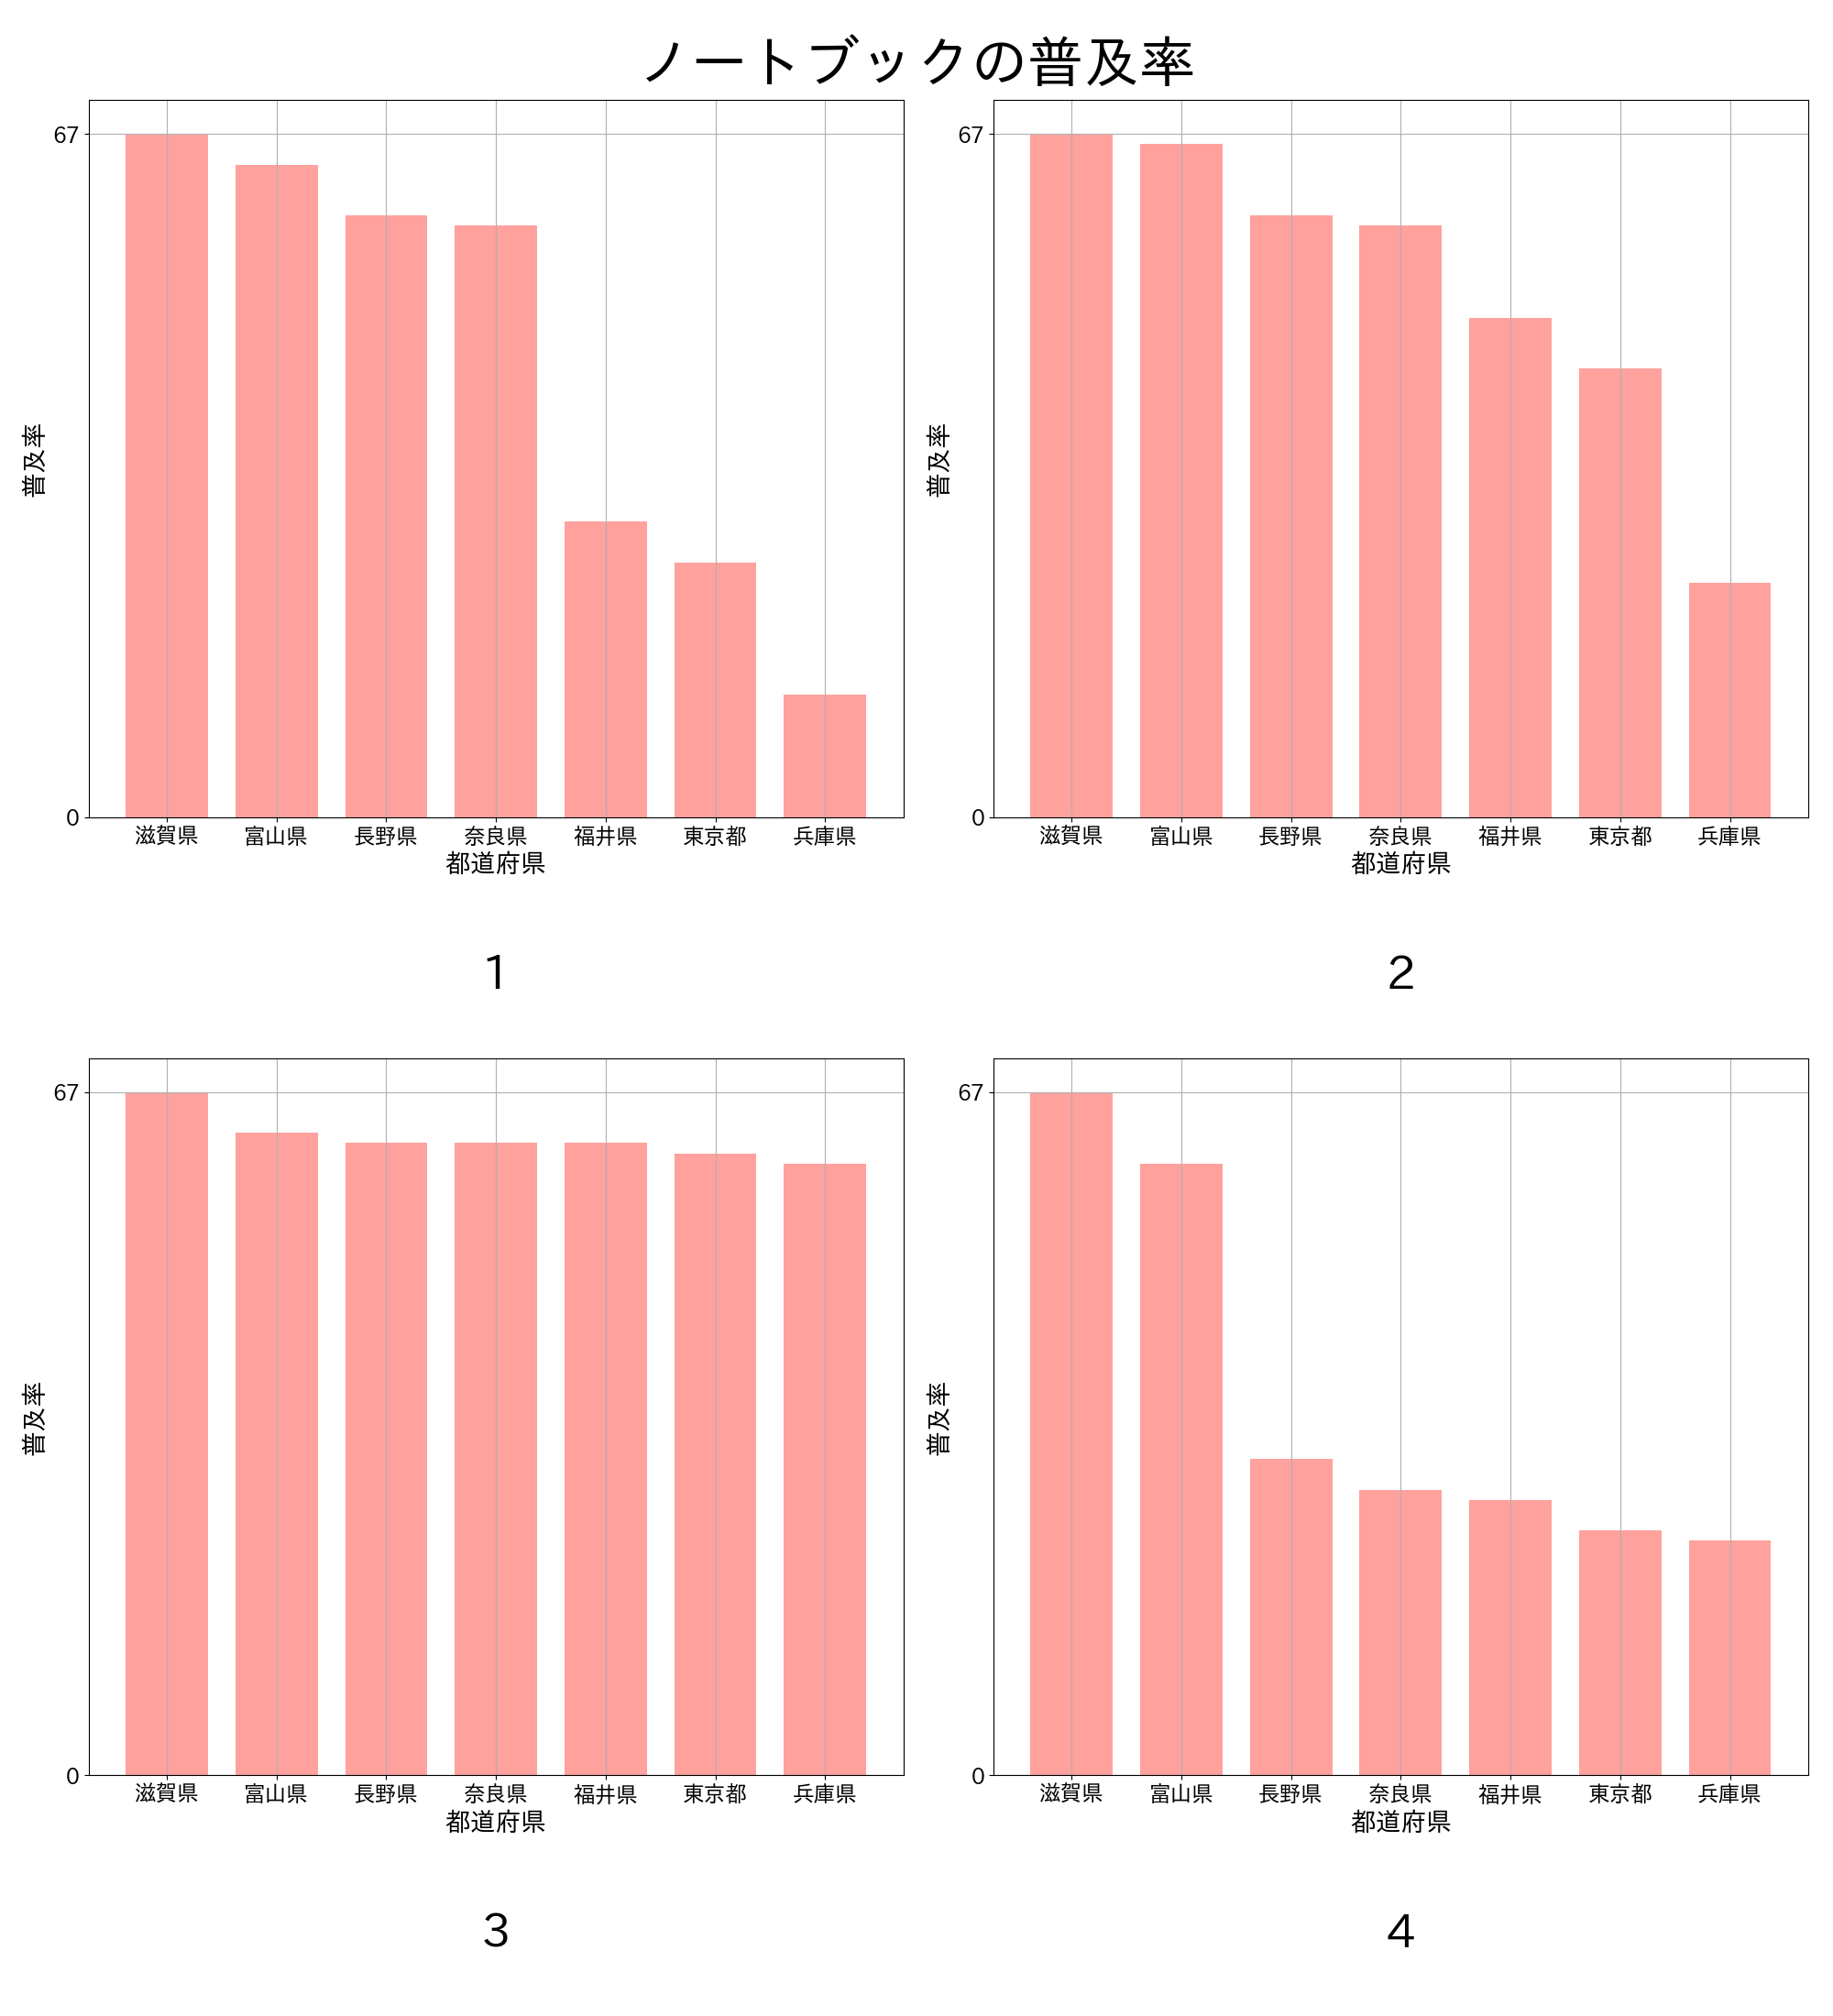 ノートブックの普及率
67
0
普及率
滋賀県 富山県 長野県 奈良県 福井県 東京都 兵庫県
都道府県
1
67
0
普及率
滋賀県 富山県 長野県 奈良県 福井県 東京都 兵庫県
都道府県
2
67
0
普及率
滋賀県 富山県 長野県 奈良県 福井県 東京都 兵庫県
都道府県
3
67
0
普及率
滋賀県 富山県 長野県 奈良県 福井県 東京都 兵庫県
都道府県
4